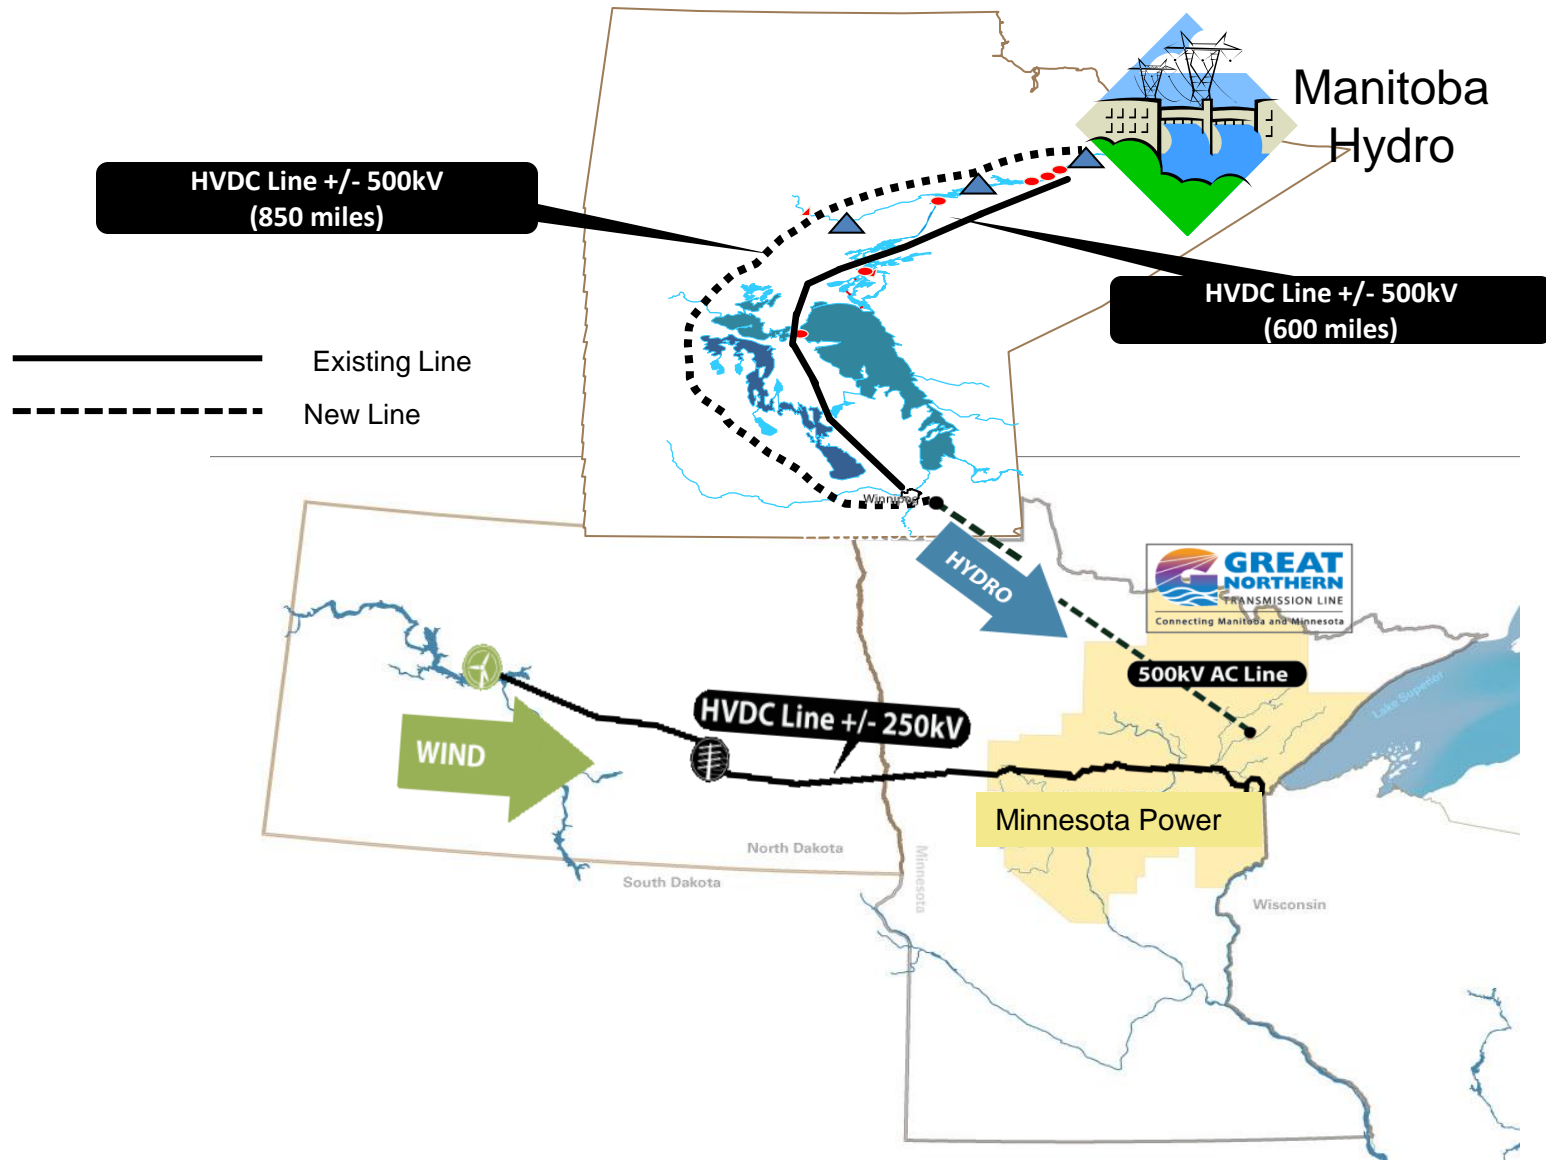 Manitoba
Hydro
HVDC Line +/- 500kV
(850 miles)
HVDC Line +/- 500kV
(600 miles)
Existing Line
New Line
Winnipeg
HYDRO
GREAT
NORTHERN
TRANSMISSION LINE
Connecting Manitoba and Minnesota
500kV AC Line
Lake Superior
HVDC Line +/- 250kV
WIND
Minnesota Power
North Dakota
South Dakota
Minnesota
Wisconsin